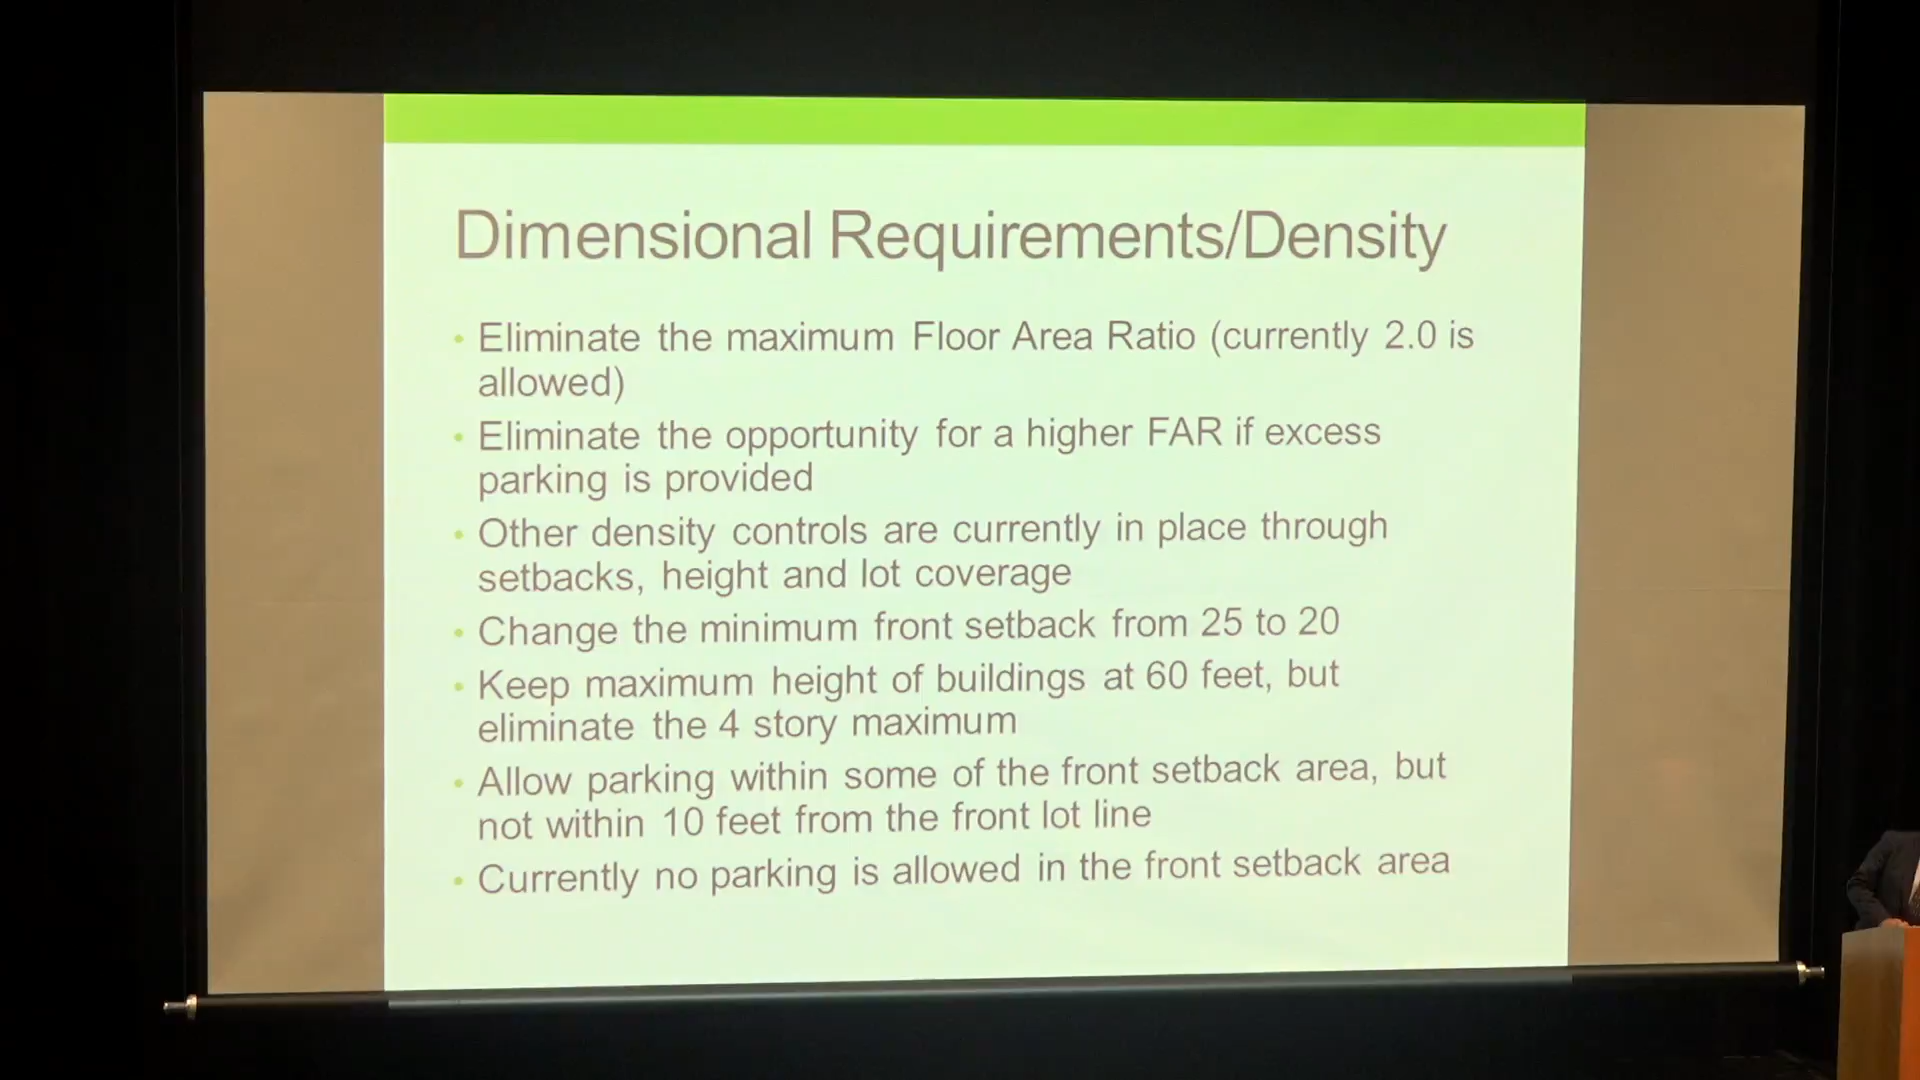 Dimensional Requirements/Density
• Eliminate the maximum Floor Area Ratio (currently 2.0 is
allowed)
• Eliminate the opportunity for a higher FAR if excess
parking is provided
• Other density controls are currently in place through
setbacks, height and lot coverage
• Change the minimum front setback from 25 to 20
• Keep maximum height of buildings at 60 feet, but
eliminate the 4 story maximum
• Allow parking within some of the front setback area, but
not within 10 feet from the front lot line
• Currently no parking is allowed in the front setback area